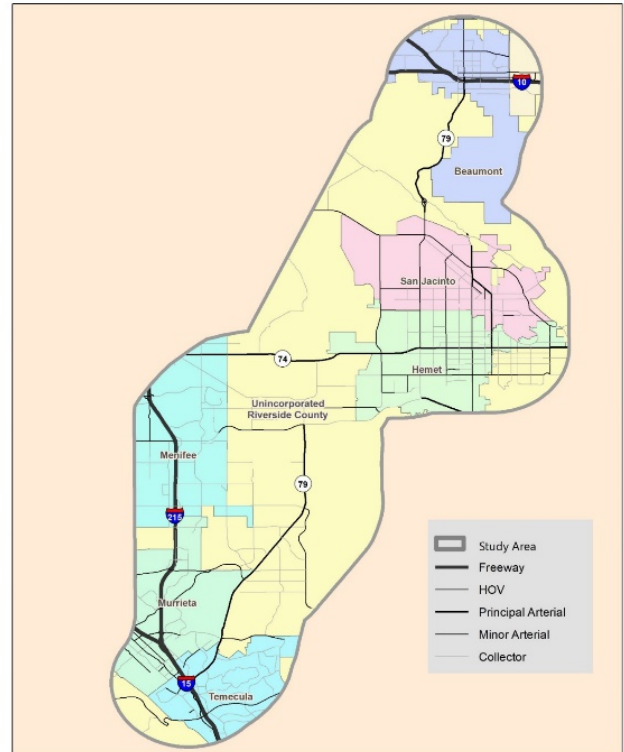 10
79
Beaumont
San Jacinto
74
Hemet
Unincorporated
Riverside County
Menifee
79
215
Murrieta
15
Temecula
Study Area
Freeway
HOV
Principal Arterial
Minor Arterial
Collector